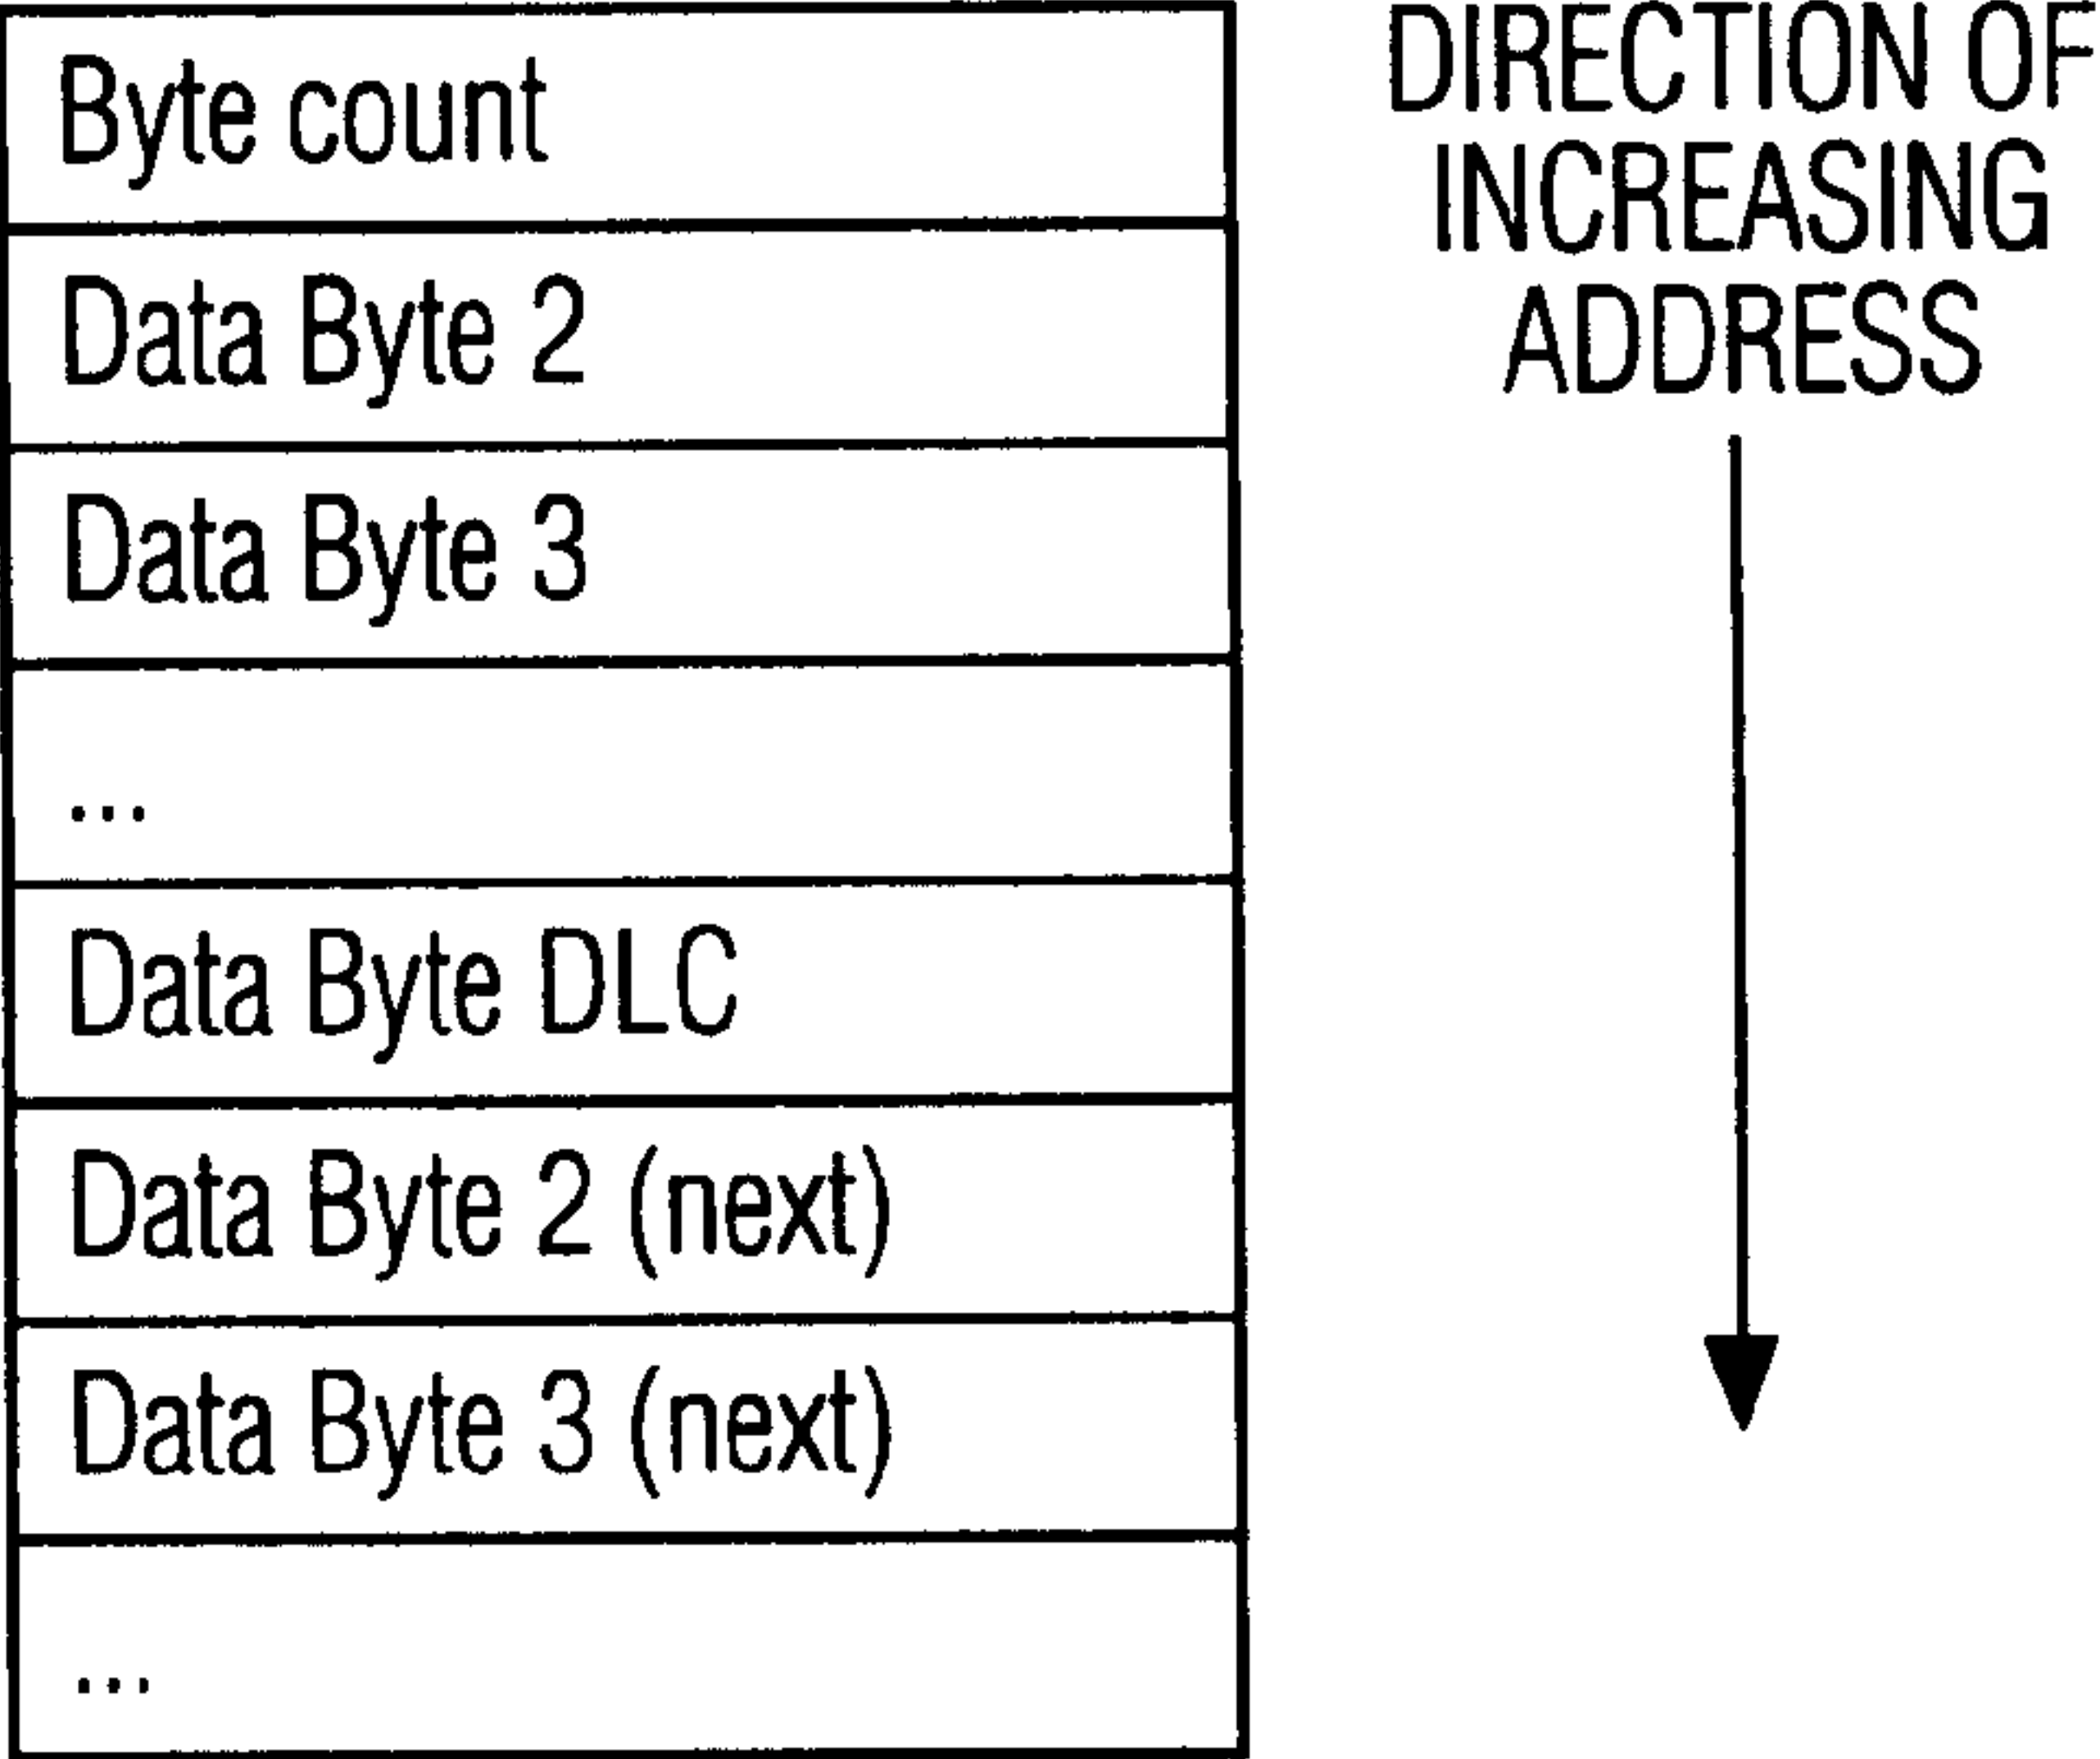 Byte count
Data Byte 2
Data Byte 3
...
Data Byte DLC
Data Byte 2 (next)
Data Byte 3 (next)
...
DIRECTION OF
INCREASING
ADDRESS